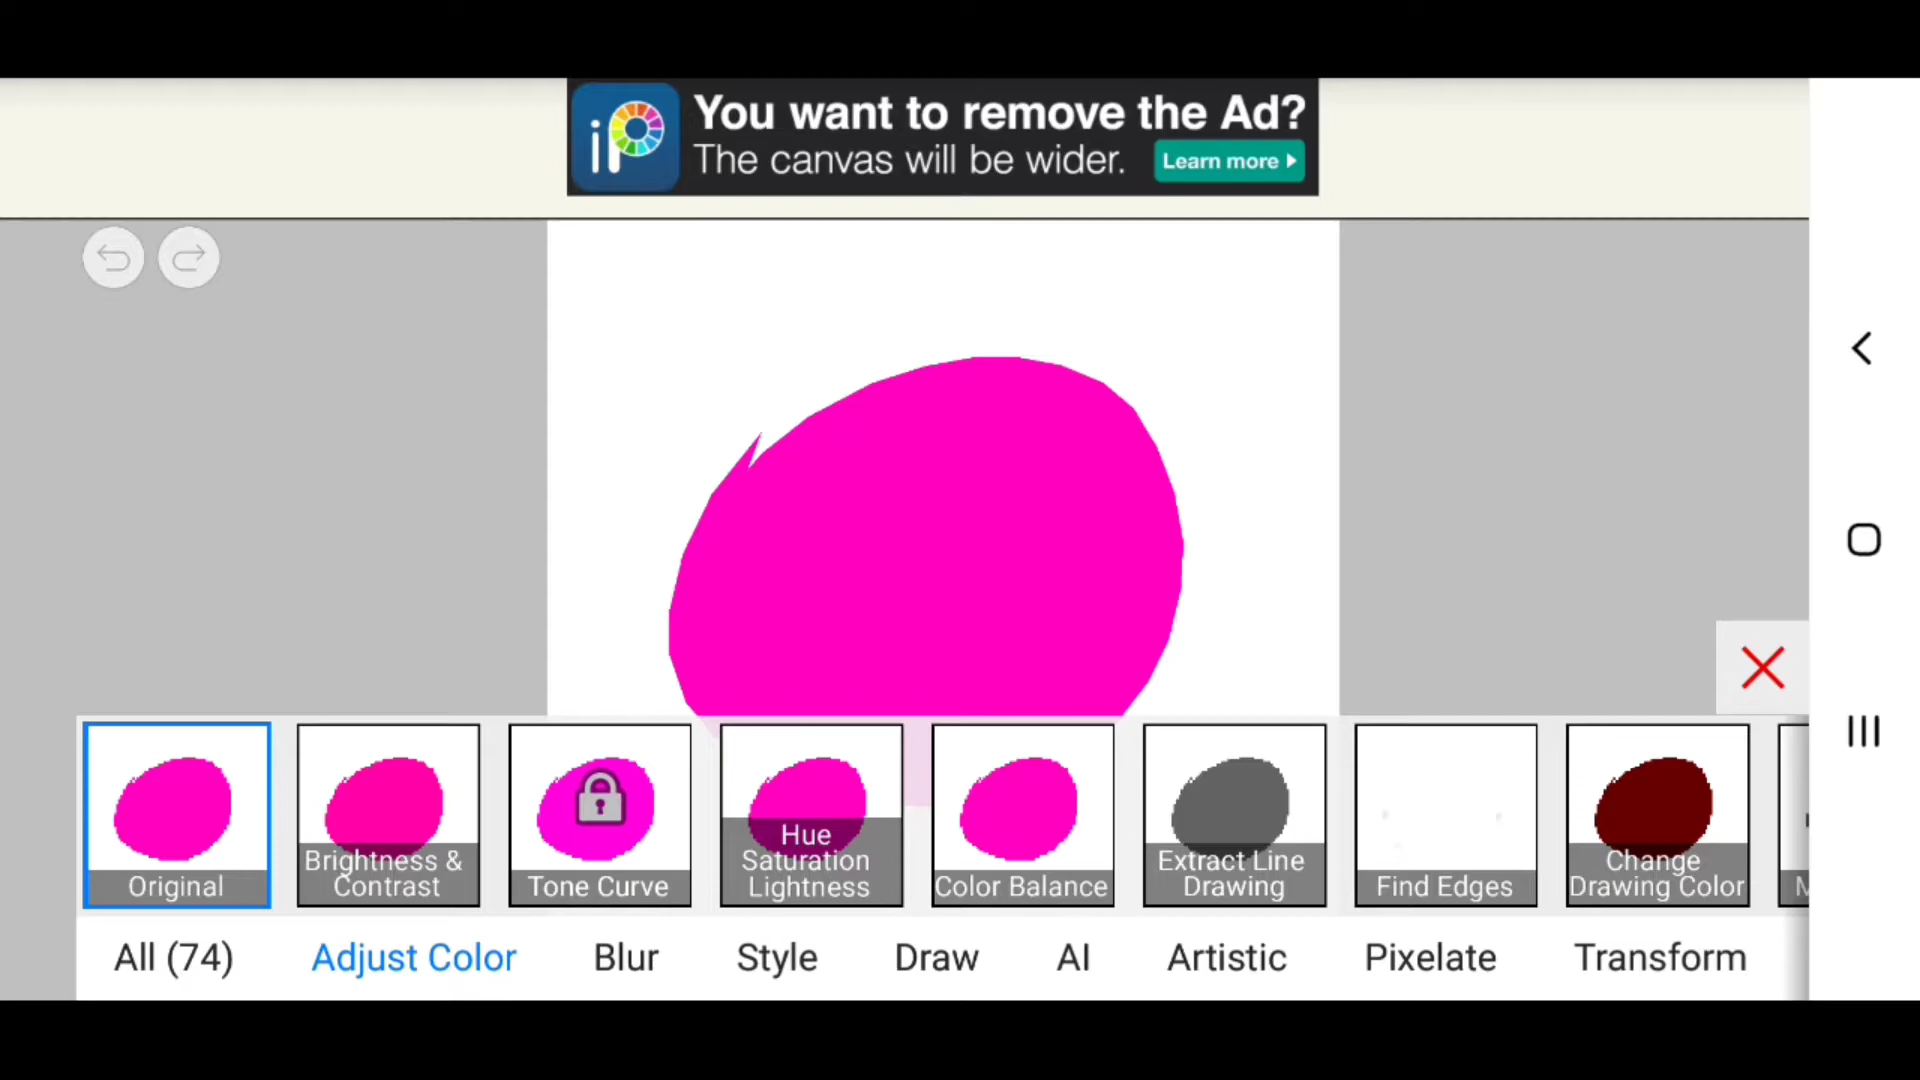 iP
You want to remove the Ad?
The canvas will be wider.
Learn more
Original
Brightness &
Contrast
Tone Curve
Hue
Saturation
Lightness
Color Balance
Extract Line
Drawing
Find Edges
Change
Drawing Color
All (74)
Adjust Color
Blur
Style
Draw
AI
Artistic
Pixelate
Transform